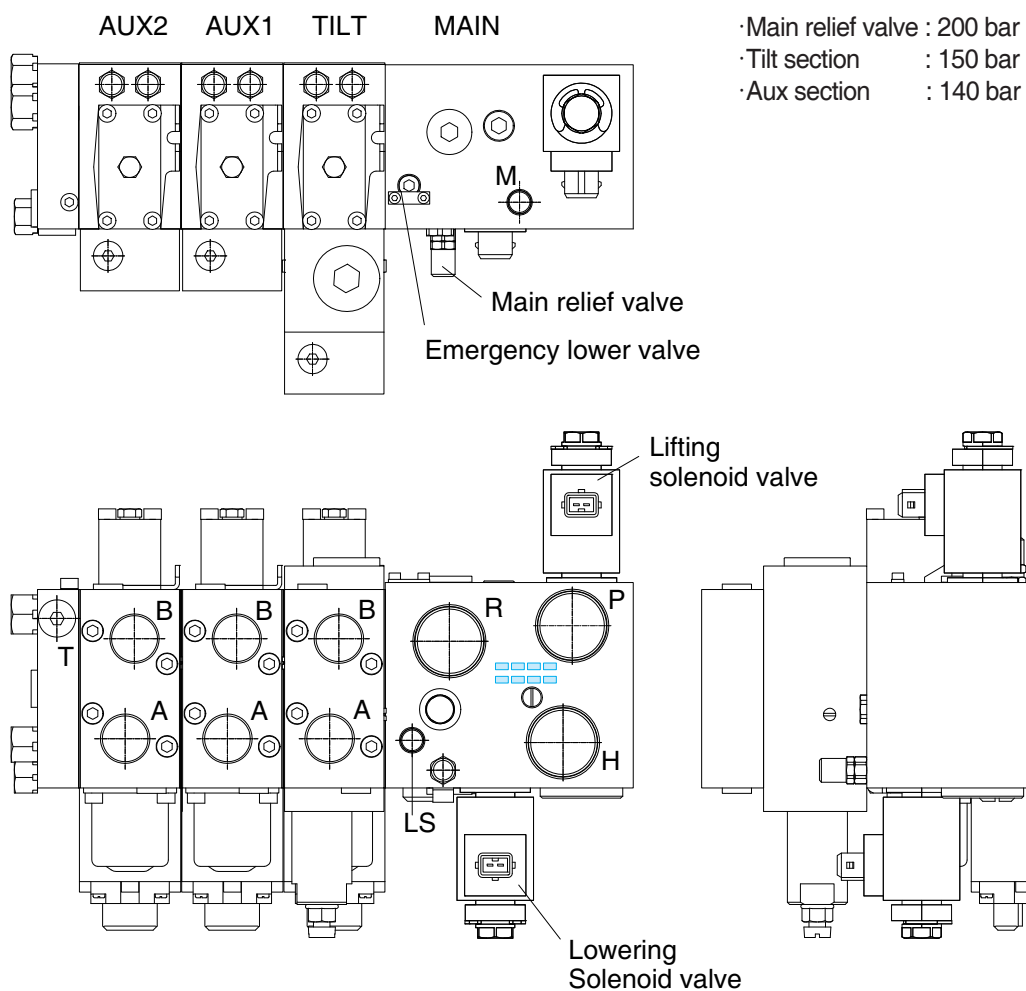 AUX2 AUX1 TILT MAIN
·Main relief valve : 200 bar
·Tilt section : 150 bar
·Aux section : 140 bar
M
Main relief valve
Emergency lower valve
Lifting
solenoid valve
B B B R P
T
A A A
H
LS
Lowering
Solenoid valve